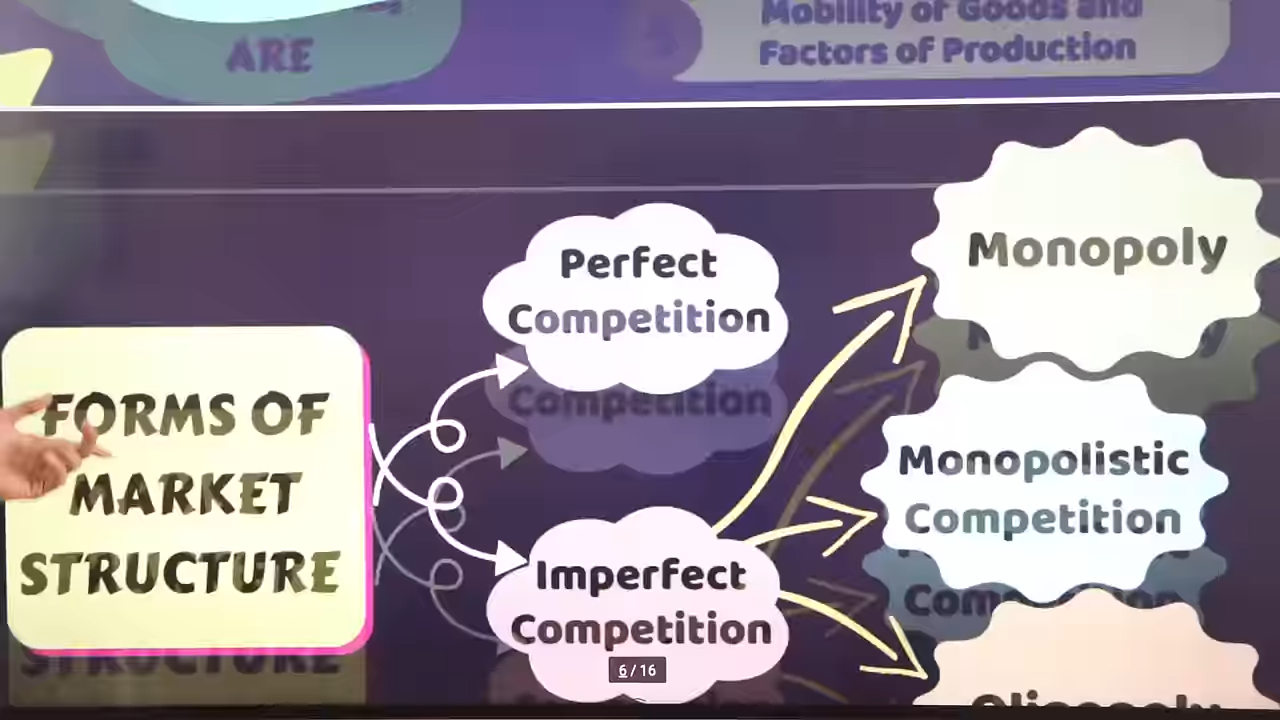 ARE
Mobility of Goods and
Factors of Production
FORMS OF
MARKET
STRUCTURE
Perfect
Competition
Imperfect
Competition
Monopoly
Monopolistic
Competition
Oligopoly
6 / 16